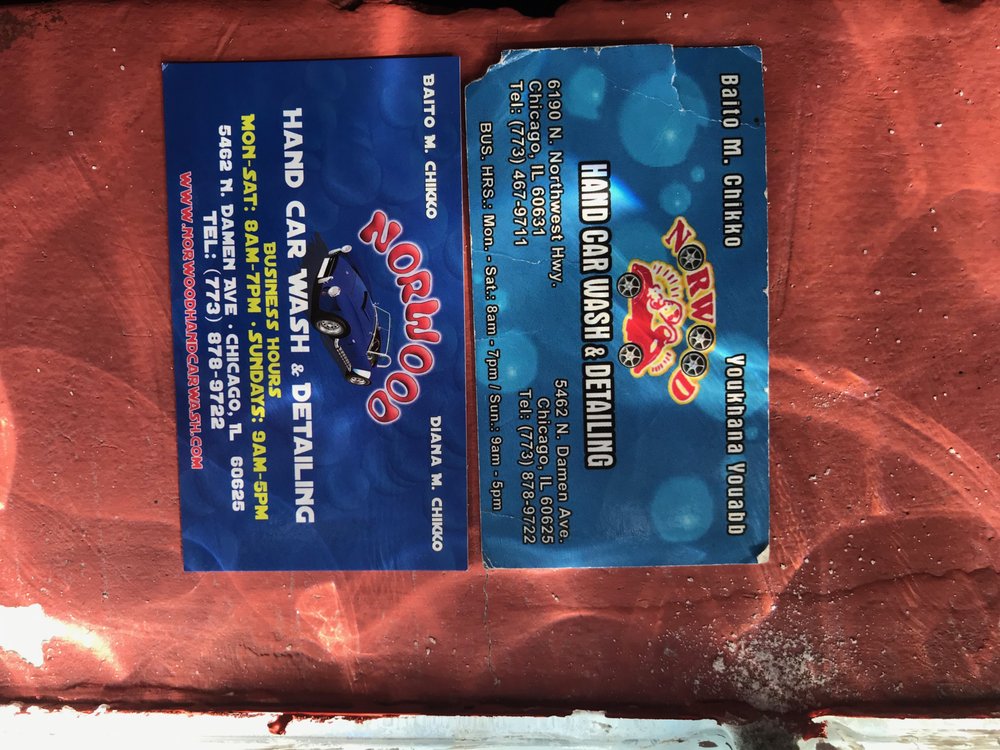 BAITO M. CHIKKO
DIANA M. CHIKKO
NORWOOD
HAND CAR WASH & DETAILING
BUSINESS HOURS
MON-SAT: 8AM-7PM · SUNDAYS: 9AM-5PM
5462 N. DAMEN AVE · CHICAGO, IL 60625
TEL: (773) 878-9722
WWW.NORWOODHANDCARWASH.COM
Baito M. Chikko
Youkhana Youabb
NORWOOD
HAND CAR WASH & DETAILING
6190 N. Northwest Hwy.
Chicago, IL 60631
Tel: (773) 467-9711
5462 N. Damen Ave.
Chicago, IL 60625
Tel: (773) 878-9722
BUS. HRS.: Mon. - Sat.: 8am - 7pm / Sun.: 9am - 5pm